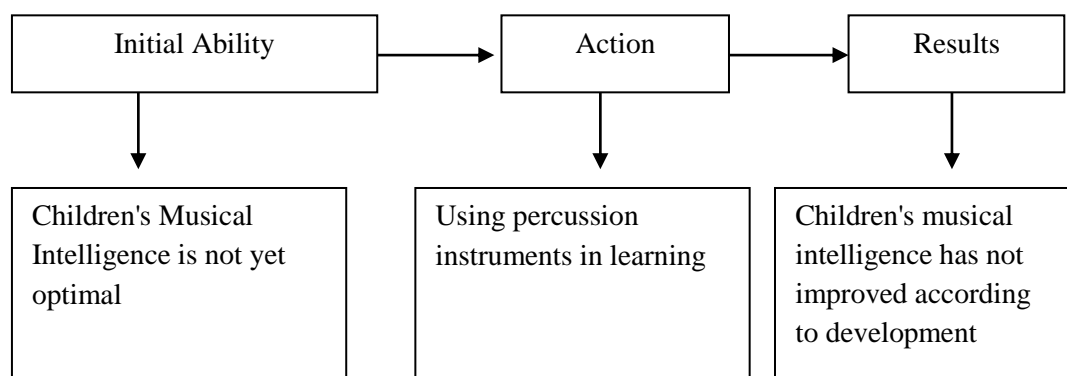 Initial Ability
Action
Results
Children's Musical
Intelligence is not yet
optimal
Using percussion
instruments in learning
Children's musical
intelligence has not
improved according
to development